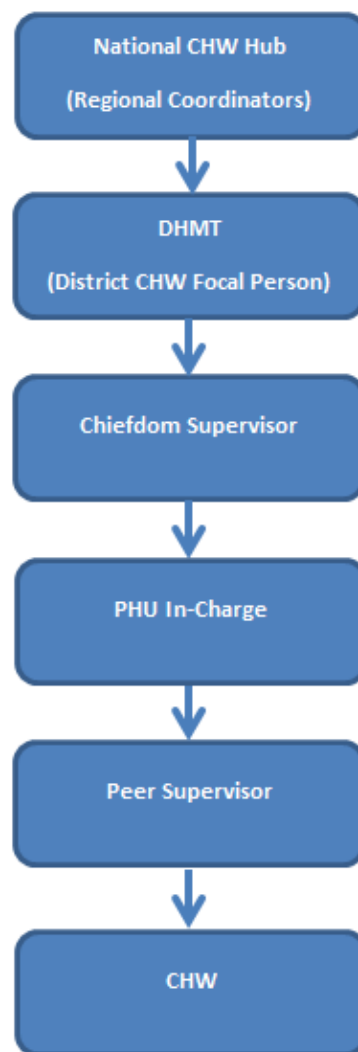 National CHW Hub
(Regional Coordinators)
DHMT
(District CHW Focal Person)
Chiefdom Supervisor
PHU In-Charge
Peer Supervisor
CHW